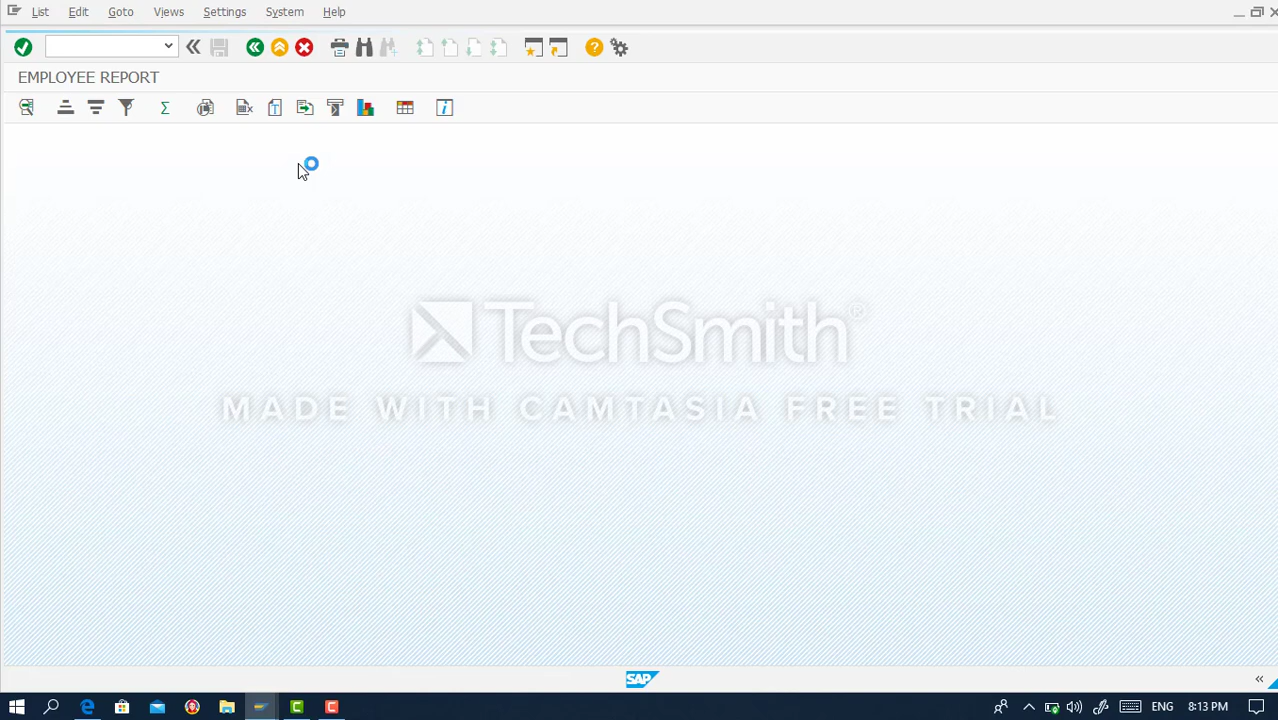 List Edit Goto Views Settings System Help
EMPLOYEE REPORT
TechSmith®
MADE WITH CAMTASIA FREE TRIAL
SAP
ENG 8:13 PM